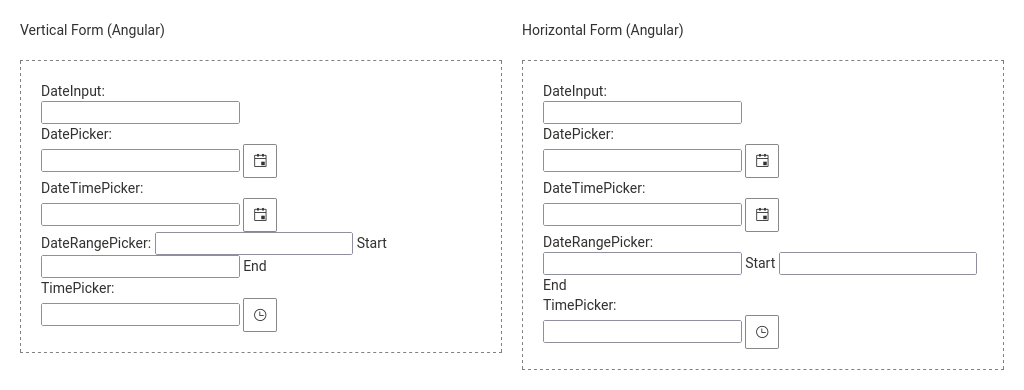 Vertical Form (Angular)
DateInput:
DatePicker:
DateTimePicker:
DateRangePicker: Start
End
TimePicker:
Horizontal Form (Angular)
DateInput:
DatePicker:
DateTimePicker:
DateRangePicker:
Start
End
TimePicker: